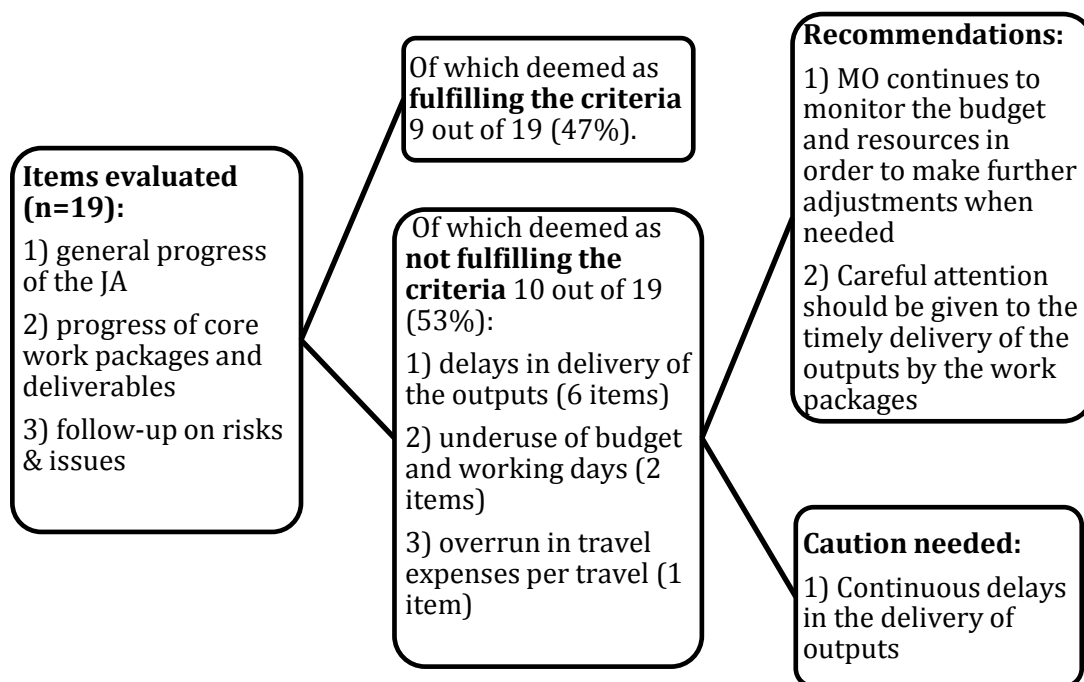 Items evaluated
(n=19):
1) general progress
of the JA
2) progress of core
work packages and
deliverables
3) follow-up on risks
& issues
Of which deemed as
fulfilling the criteria
9 out of 19 (47%).
Of which deemed as
not fulfilling the
criteria 10 out of 19
(53%):
1) delays in delivery of
the outputs (6 items)
2) underuse of budget
and working days (2
items)
3) overrun in travel
expenses per travel (1
item)
Recommendations:
1) MO continues to
monitor the budget
and resources in
order to make further
adjustments when
needed
2) Careful attention
should be given to the
timely delivery of the
outputs by the work
packages
Caution needed:
1) Continuous delays
in the delivery of
outputs